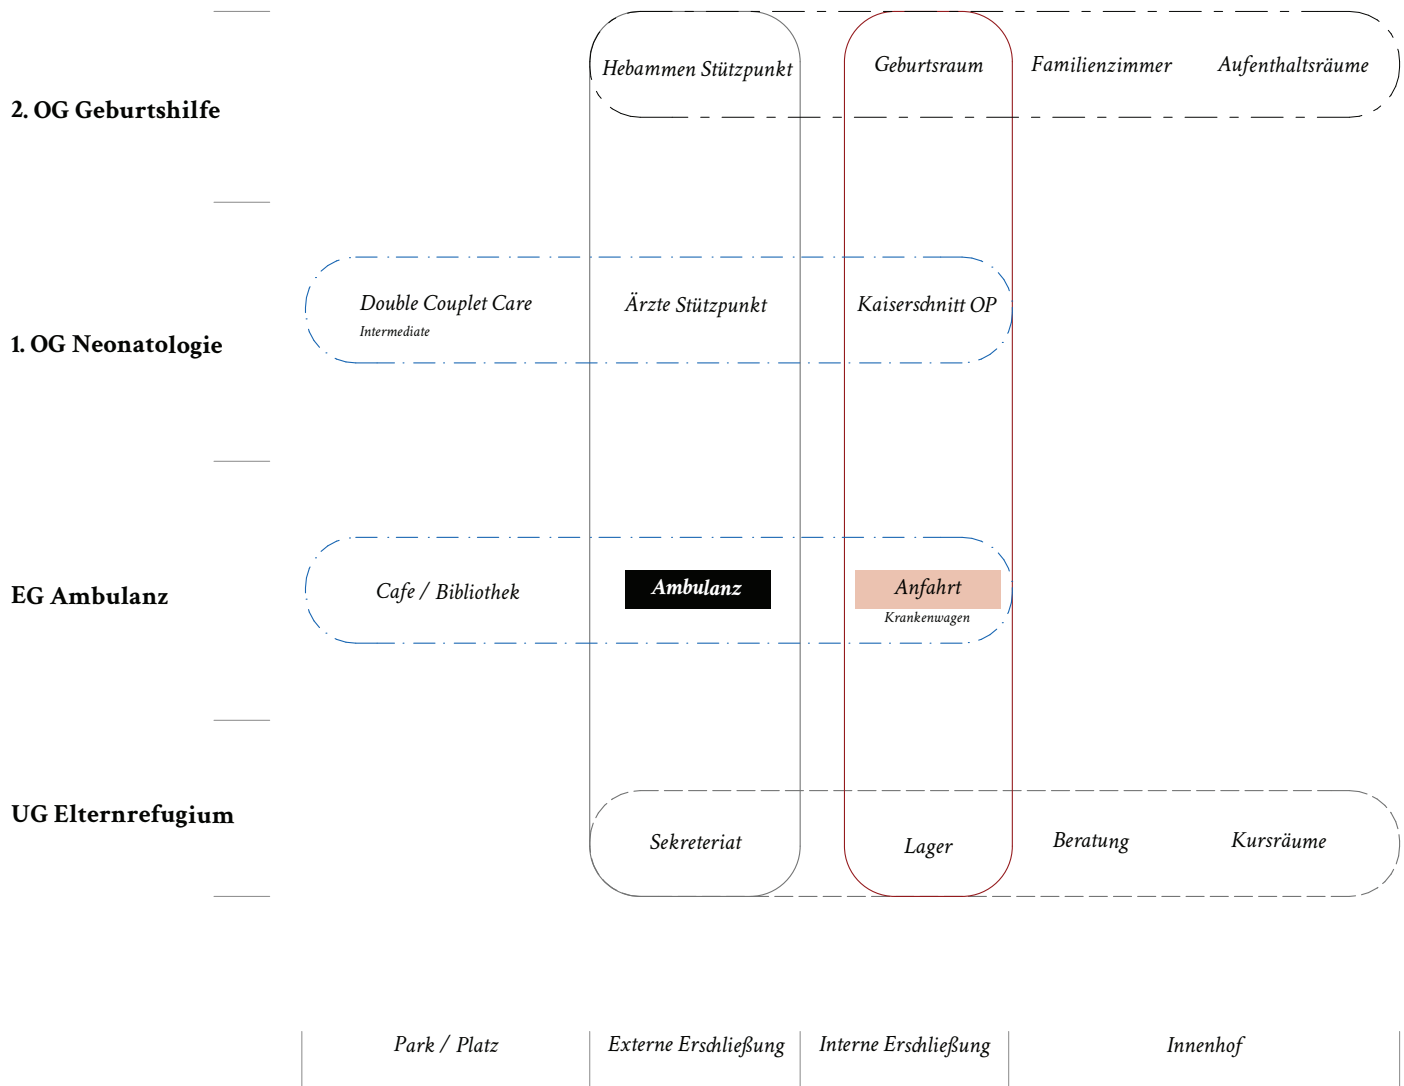 Hebammen Stützpunkt Geburtsraum Familienzimmer Aufenthaltsräume
2. OG Geburtshilfe
Double Couplet Care Ärzte Stützpunkt Kaiserschnitt OP
Intermediate
1. OG Neonatologie
Cafe / Bibliothek Ambulanz Anfahrt
EG Ambulanz
Krankenwagen
UG Elternrefugium
Sekreteriat Lager Beratung Kursräume
Park / Platz Externe Erschließung Interne Erschließung Innenhof